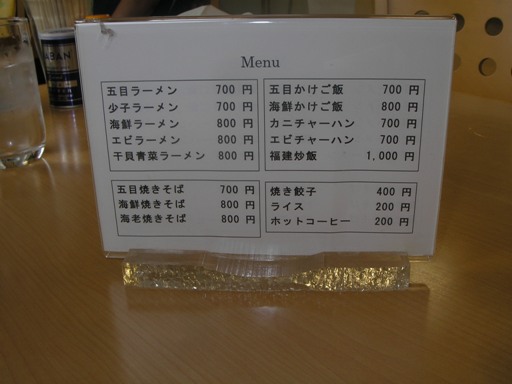 Menu
五目ラーメン 700 円
少子ラーメン 700 円
海鮮ラーメン 800 円
エビラーメン 800 円
干貝青菜ラーメン 800 円
五目焼きそば 700 円
海鮮焼きそば 800 円
海老焼きそば 800 円
五目かけご飯 700 円
海鮮かけご飯 800 円
カニチャーハン 700 円
エビチャーハン 700 円
福建炒飯 1,000 円
焼き餃子 400 円
ライス 200 円
ホットコーヒー 200 円